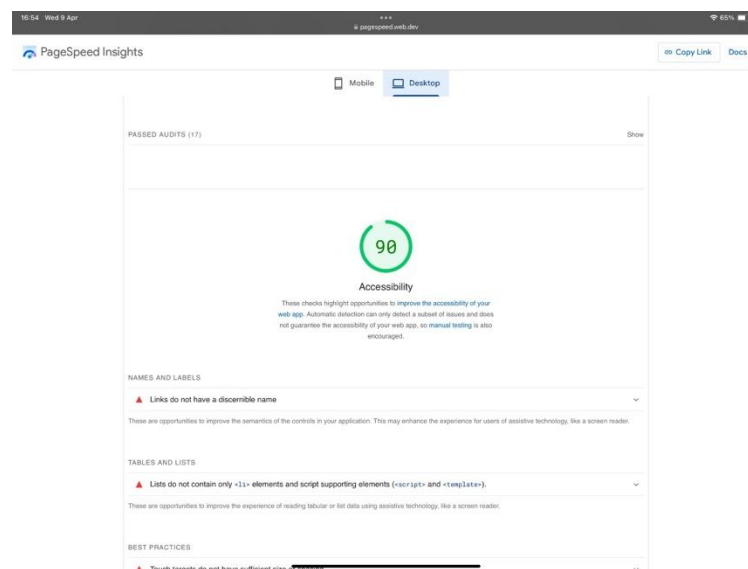 16:54 Wed 9 Apr
pagespeed.web.dev
65%
PageSpeed Insights
Copy Link
Docs
Mobile
Desktop
PASSED AUDITS (17)
Show
90
Accessibility
These checks highlight opportunities to improve the accessibility of your
web app. Automatic detection can only detect a subset of issues and does
not guarantee the accessibility of your web app, so manual testing is also
encouraged.
NAMES AND LABELS
Links do not have a discernible name
These are opportunities to improve the semantics of the controls in your application. This may enhance the experience for users of assistive technology, like a screen reader.
TABLES AND LISTS
Lists do not contain only <li> elements and script supporting elements (<script> and <template>).
These are opportunities to improve the experience of reading tabular or list data using assistive technology, like a screen reader.
BEST PRACTICES
Touch targets do not have sufficient size or spacing.